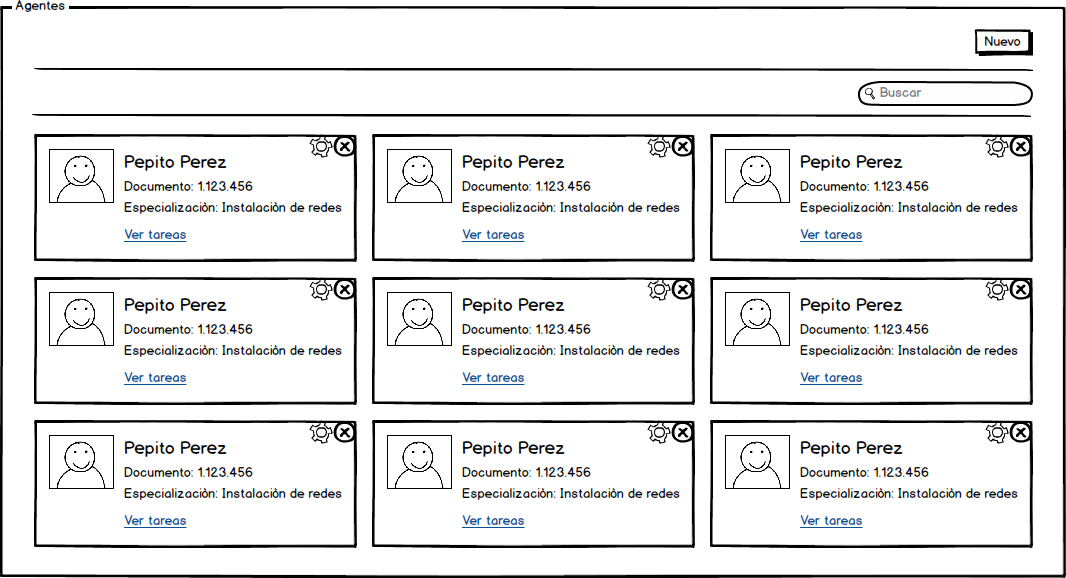 Agentes
Nuevo
Buscar
Pepito Perez
Documento: 1.123.456
Especializaciòn: Instalaciòn de redes
Ver tareas
Pepito Perez
Documento: 1.123.456
Especializaciòn: Instalaciòn de redes
Ver tareas
Pepito Perez
Documento: 1.123.456
Especializaciòn: Instalaciòn de redes
Ver tareas
Pepito Perez
Documento: 1.123.456
Especializaciòn: Instalaciòn de redes
Ver tareas
Pepito Perez
Documento: 1.123.456
Especializaciòn: Instalaciòn de redes
Ver tareas
Pepito Perez
Documento: 1.123.456
Especializaciòn: Instalaciòn de redes
Ver tareas
Pepito Perez
Documento: 1.123.456
Especializaciòn: Instalaciòn de redes
Ver tareas
Pepito Perez
Documento: 1.123.456
Especializaciòn: Instalaciòn de redes
Ver tareas
Pepito Perez
Documento: 1.123.456
Especializaciòn: Instalaciòn de redes
Ver tareas